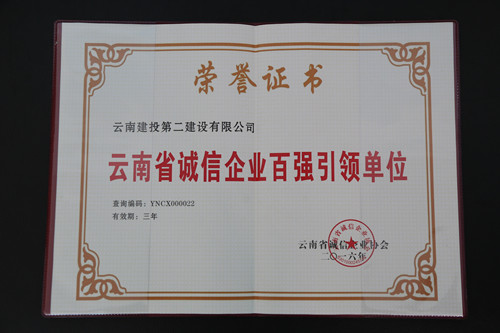 荣誉证书
云南建投第二建设有限公司
云南省诚信企业百强引领单位
查询编码：YNCX000022
有效期：三年
云南省诚信企业协会
二〇一六年